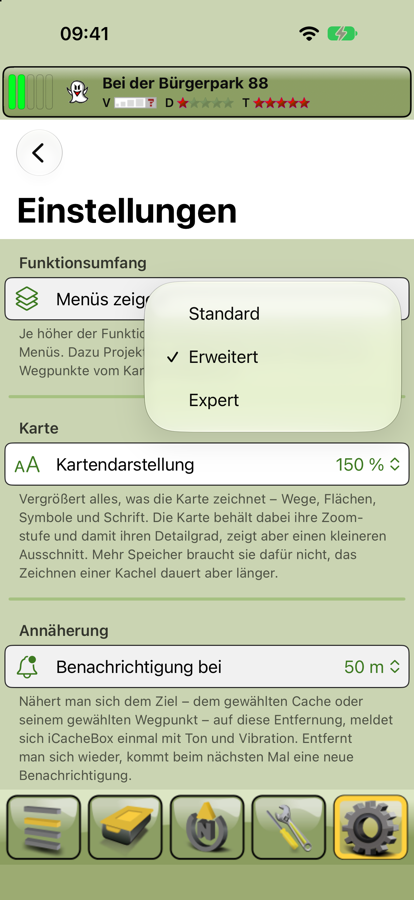 09:41
Bei der Bürgerpark 88
V ? D T
Einstellungen
Funktionsumfang
Menüs zeige
Standard
Erweitert
Expert
Je höher der Funktio
Menüs. Dazu Projek
Wegpunkte vom Kar
Karte
AA Kartendarstellung 150 %
Vergrößert alles, was die Karte zeichnet – Wege, Flächen,
Symbole und Schrift. Die Karte behält dabei ihre Zoom-
stufe und damit ihren Detailgrad, zeigt aber einen kleineren
Ausschnitt. Mehr Speicher braucht sie dafür nicht, das
Zeichnen einer Kachel dauert aber länger.
Annäherung
Benachrichtigung bei 50 m
Nähert man sich dem Ziel – dem gewählten Cache oder
seinem gewählten Wegpunkt – auf diese Entfernung, meldet
sich iCacheBox einmal mit Ton und Vibration. Entfernt
man sich wieder, kommt beim nächsten Mal eine neue
Benachrichtigung.